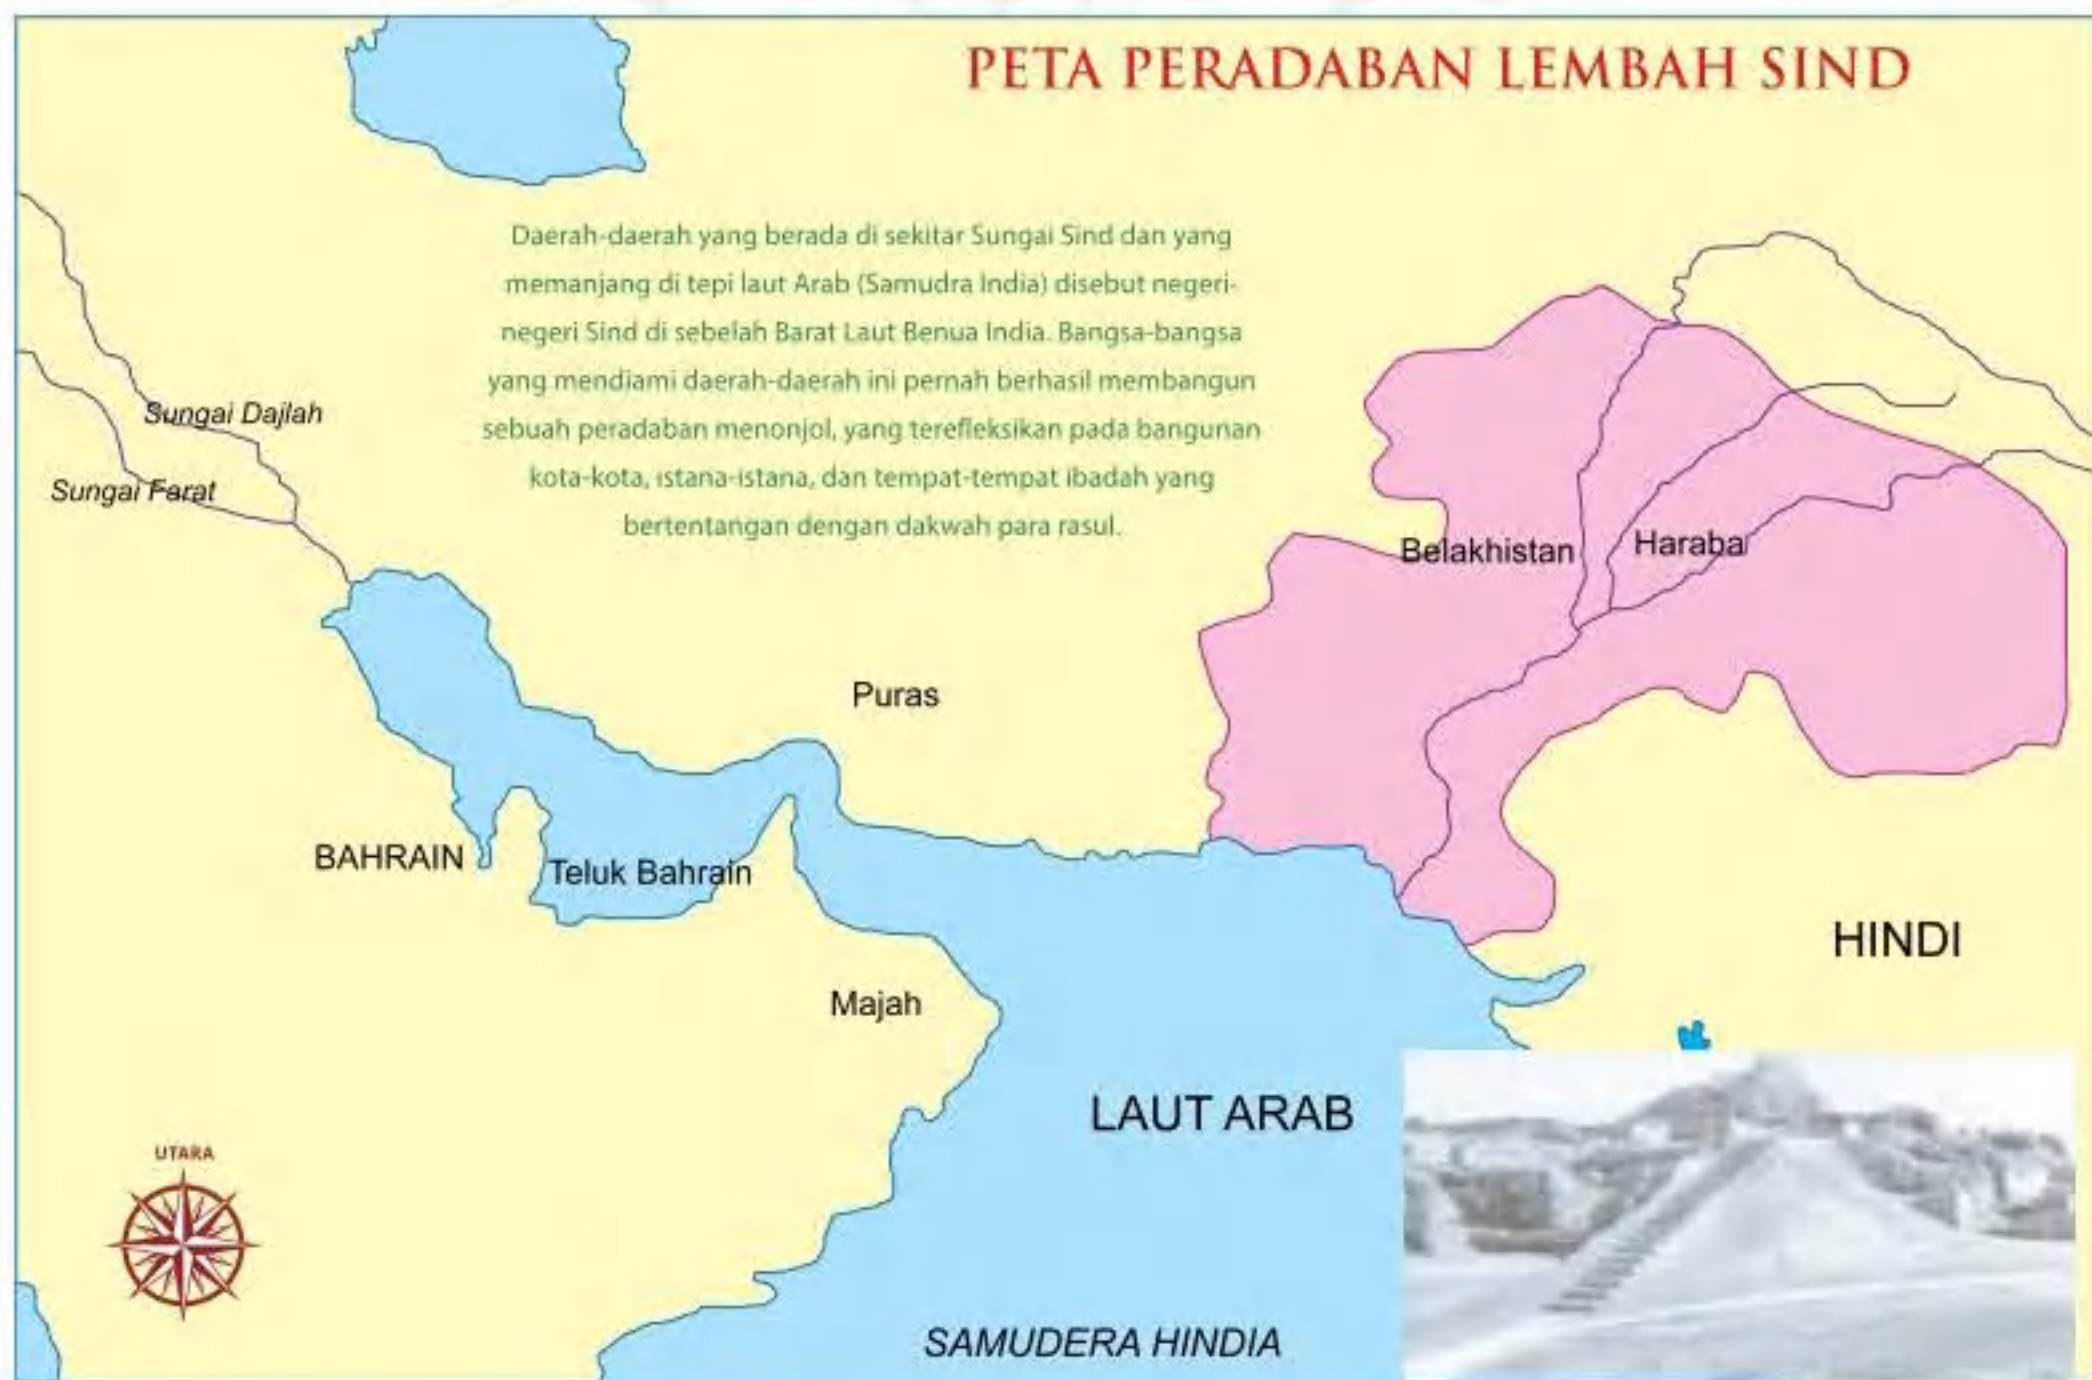 PETA PERADABAN LEMBAH SIND
Daerah-daerah yang berada di sekitar Sungai Sind dan yang
memanjang di tepi laut Arab (Samudra India) disebut negeri-
negeri Sind di sebelah Barat Laut Benua India. Bangsa-bangsa
yang mendiami daerah-daerah ini pernah berhasil membangun
sebuah peradaban menonjol, yang terefleksikan pada bangunan
kota-kota, istana-istana, dan tempat-tempat ibadah yang
bertentangan dengan dakwah para rasul.
Sungai Dajlah
Sungai Farat
Belakhistan
Haraba
Puras
BAHRAIN
Teluk Bahrain
HINDI
Majah
LAUT ARAB
UTARA
SAMUDERA HINDIA